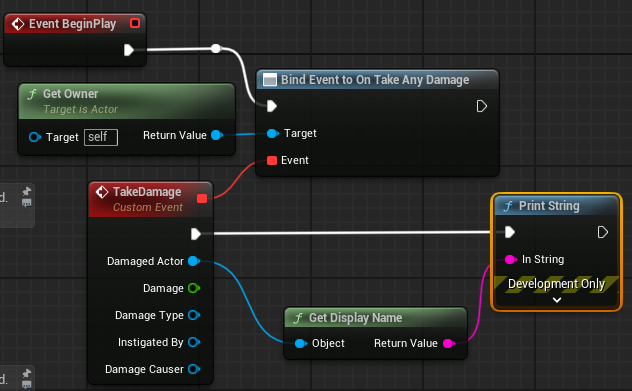 Event BeginPlay
Bind Event to On Take Any Damage
Get Owner
Target is Actor
Target self Return Value
Target
Event
TakeDamage
Custom Event
d.
Print String
In String
Development Only
Damaged Actor
Damage
Damage Type
Instigated By
Damage Causer
Get Display Name
Object Return Value
d.